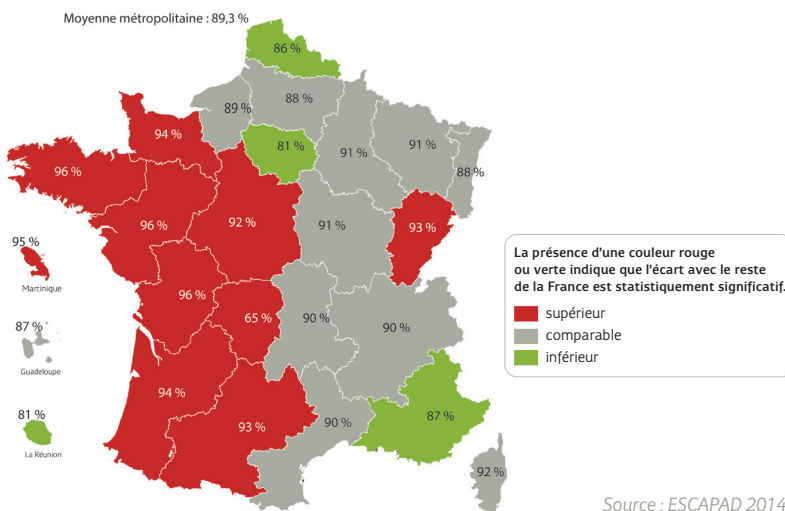 Moyenne métropolitaine : 89,3 %
86 %
88 %
89 %
94 %
81 %
91 %
91 %
88 %
96 %
96 %
92 %
91 %
93 %
95 %
Martinique
96 %
65 %
90 %
90 %
87 %
Guadeloupe
94 %
93 %
90 %
87 %
81 %
La Réunion
92 %
La présence d'une couleur rouge
ou verte indique que l'écart avec le reste
de la France est statistiquement significatif.
supérieur
comparable
inférieur
Source : ESCAPAD 2014